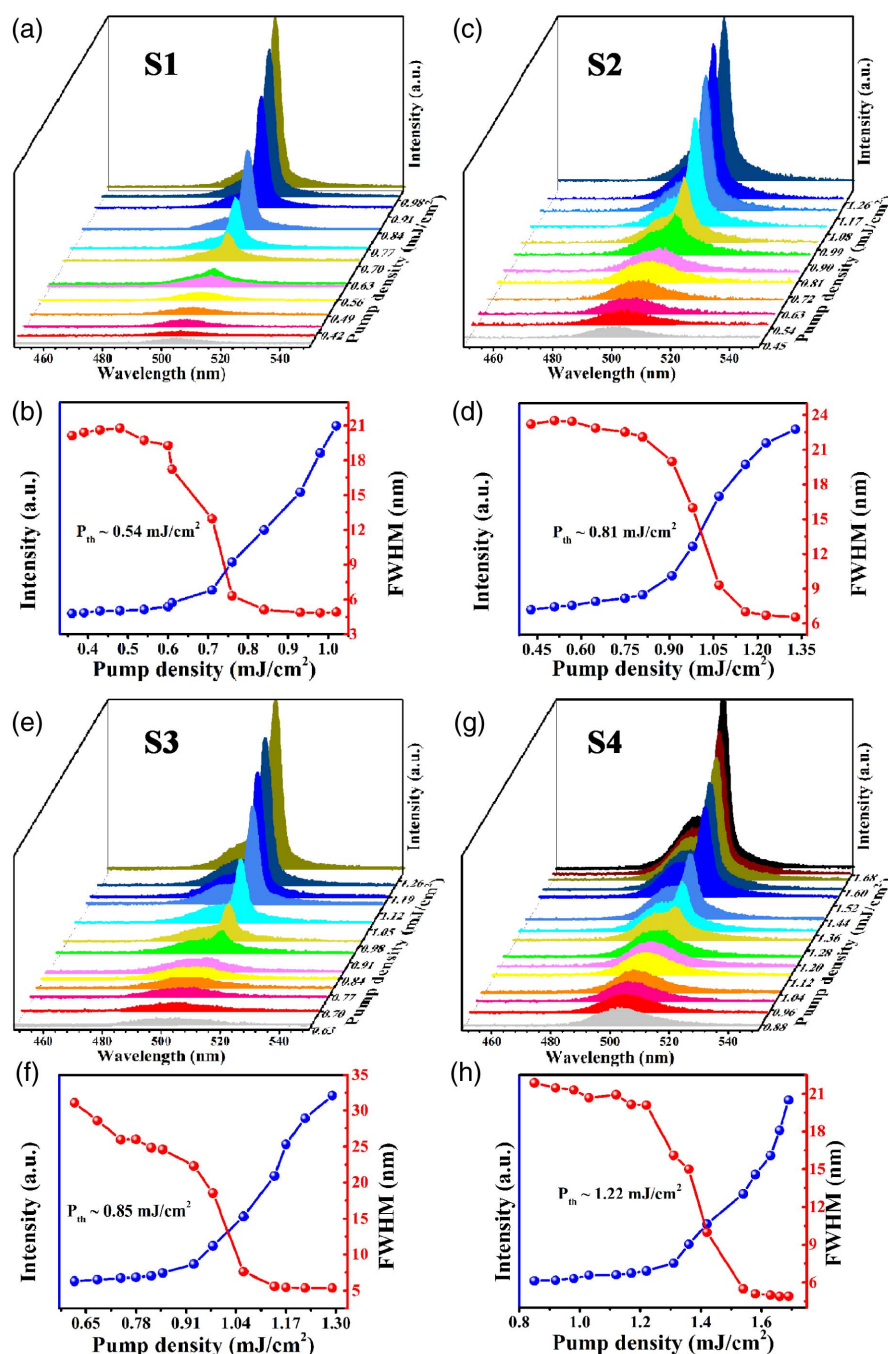 (a)
S1
Intensity (a.u.)
0.98
0.91
0.84
0.77
0.70
0.63
0.56
0.49
0.42
Pump density (mJ/cm²)
460 480 500 520 540
Wavelength (nm)
(c)
S2
Intensity (a.u.)
1.26
1.17
1.08
0.99
0.90
0.81
0.72
0.63
0.54
0.45
Pump density (mJ/cm²)
460 480 500 520 540
Wavelength (nm)
(b)
Intensity (a.u.)
P_th ~ 0.54 mJ/cm²
21
18
15
12
9
6
3
FWHM (nm)
0.4 0.5 0.6 0.7 0.8 0.9 1.0
Pump density (mJ/cm²)
(d)
Intensity (a.u.)
P_th ~ 0.81 mJ/cm²
24
21
18
15
12
9
6
FWHM (nm)
0.45 0.60 0.75 0.90 1.05 1.20 1.35
Pump density (mJ/cm²)
(e)
S3
Intensity (a.u.)
1.26
1.19
1.12
1.05
0.98
0.91
0.84
0.77
0.70
0.63
Pump density (mJ/cm²)
460 480 500 520 540
Wavelength (nm)
(g)
S4
Intensity (a.u.)
1.68
1.60
1.52
1.44
1.36
1.28
1.20
1.12
1.04
0.96
0.88
Pump density (mJ/cm²)
460 480 500 520 540
Wavelength (nm)
(f)
Intensity (a.u.)
P_th ~ 0.85 mJ/cm²
35
30
25
20
15
10
5
FWHM (nm)
0.65 0.78 0.91 1.04 1.17 1.30
Pump density (mJ/cm²)
(h)
Intensity (a.u.)
P_th ~ 1.22 mJ/cm²
21
18
15
12
9
6
FWHM (nm)
0.8 1.0 1.2 1.4 1.6 1.8
Pump density (mJ/cm²)